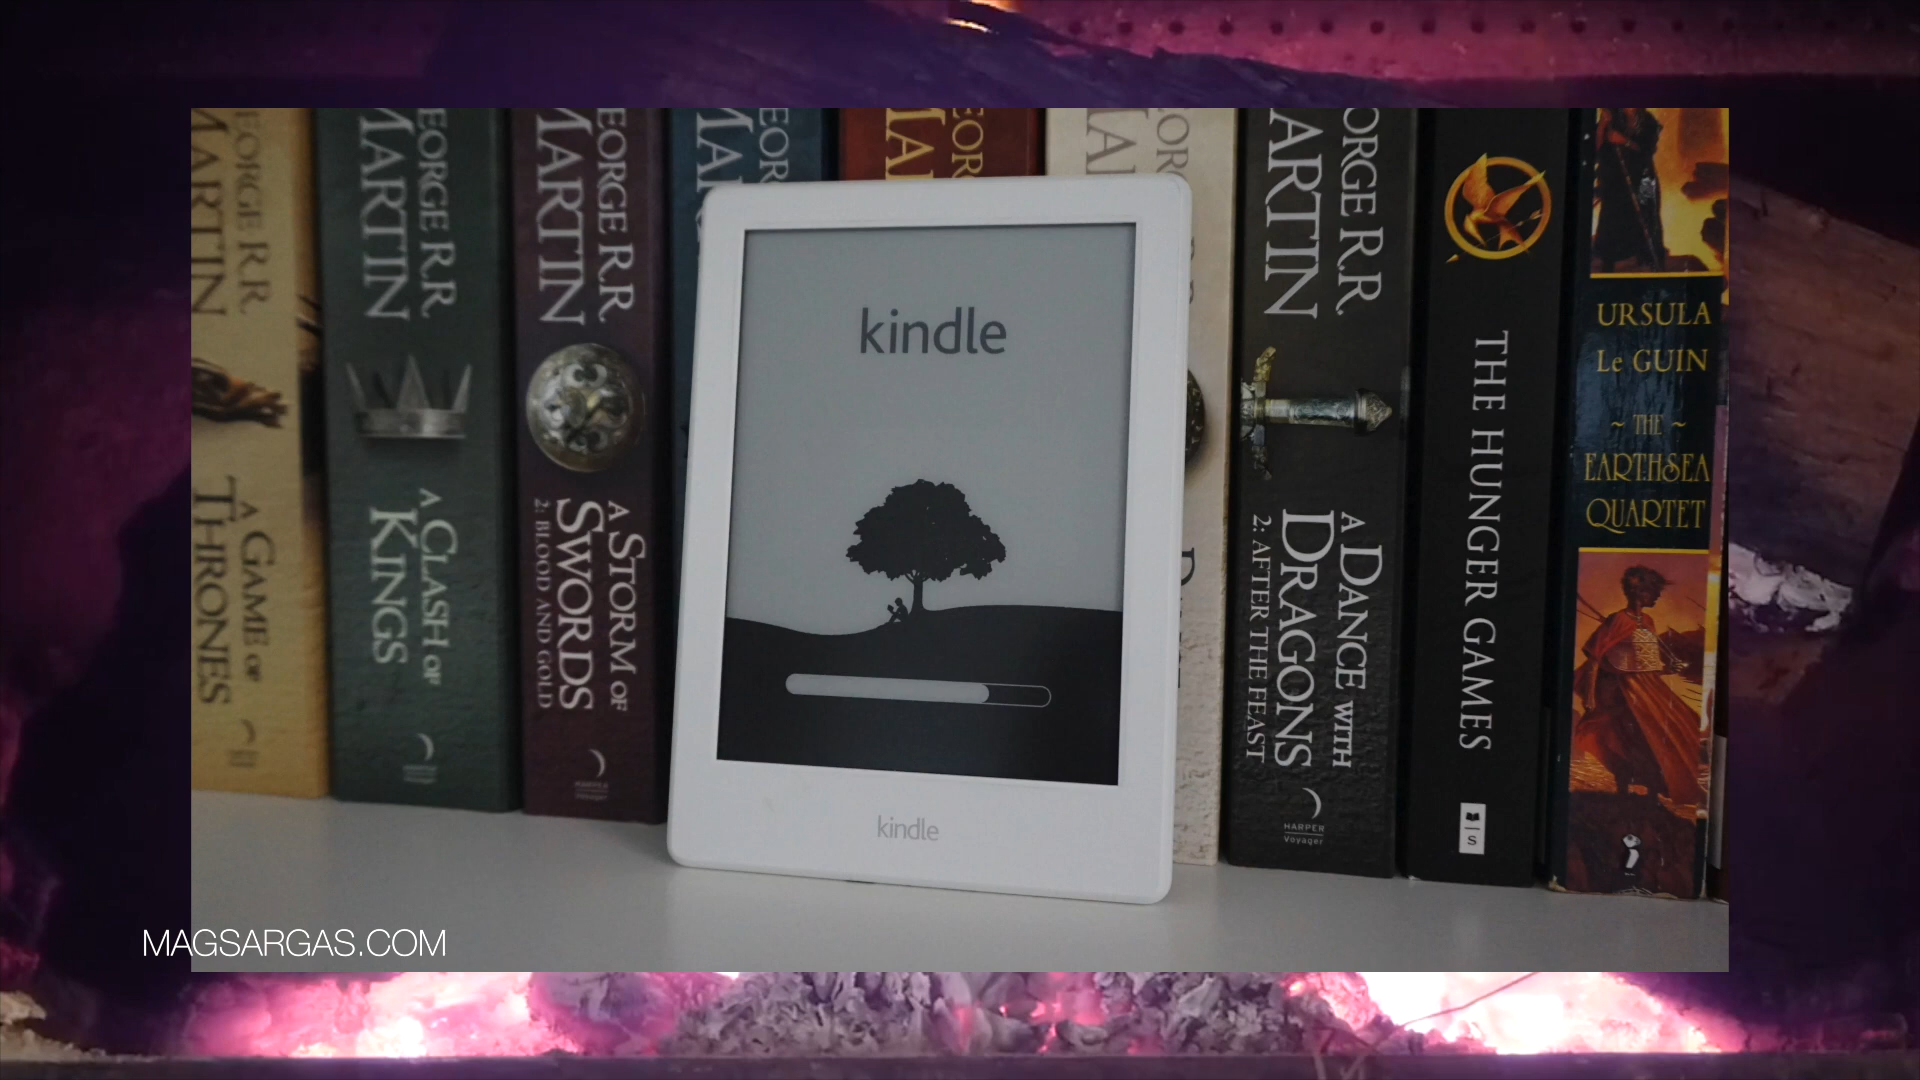 GEORGE R.R.
MARTIN
A GAME OF
THRONES
GEORGE R.R.
MARTIN
A CLASH OF
KINGS
GEORGE R.R.
MARTIN
A STORM OF
SWORDS
2: BLOOD AND GOLD
HARPER
Voyager
kindle
kindle
GEORGE R.R.
MARTIN
A DANCE WITH
DRAGONS
2: AFTER THE FEAST
HARPER
Voyager
THE HUNGER GAMES
S
URSULA
Le GUIN
~ THE ~
EARTHSEA
QUARTET
MAGSARGAS.COM